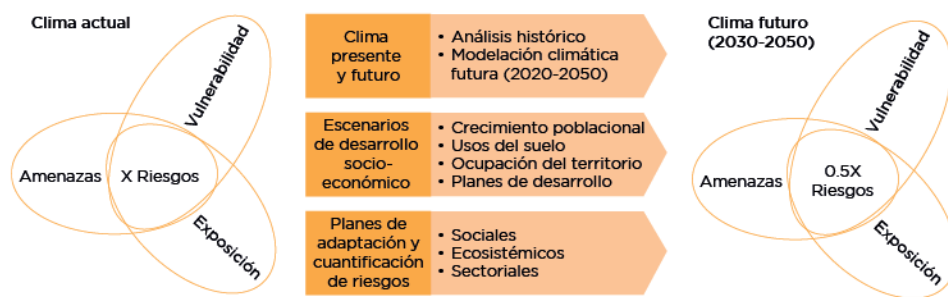 Clima actual
Vulnerabilidad
Amenazas
X Riesgos
Exposición
Clima
presente
y futuro
• Análisis histórico
• Modelación climática
futura (2020-2050)
Escenarios
de desarrollo
socio-
económico
• Crecimiento poblacional
• Usos del suelo
• Ocupación del territorio
• Planes de desarrollo
Planes de
adaptación y
cuantificación
de riesgos
• Sociales
• Ecosistémicos
• Sectoriales
Clima futuro
(2030-2050)
Vulnerabilidad
Amenazas
0.5X
Riesgos
Exposición